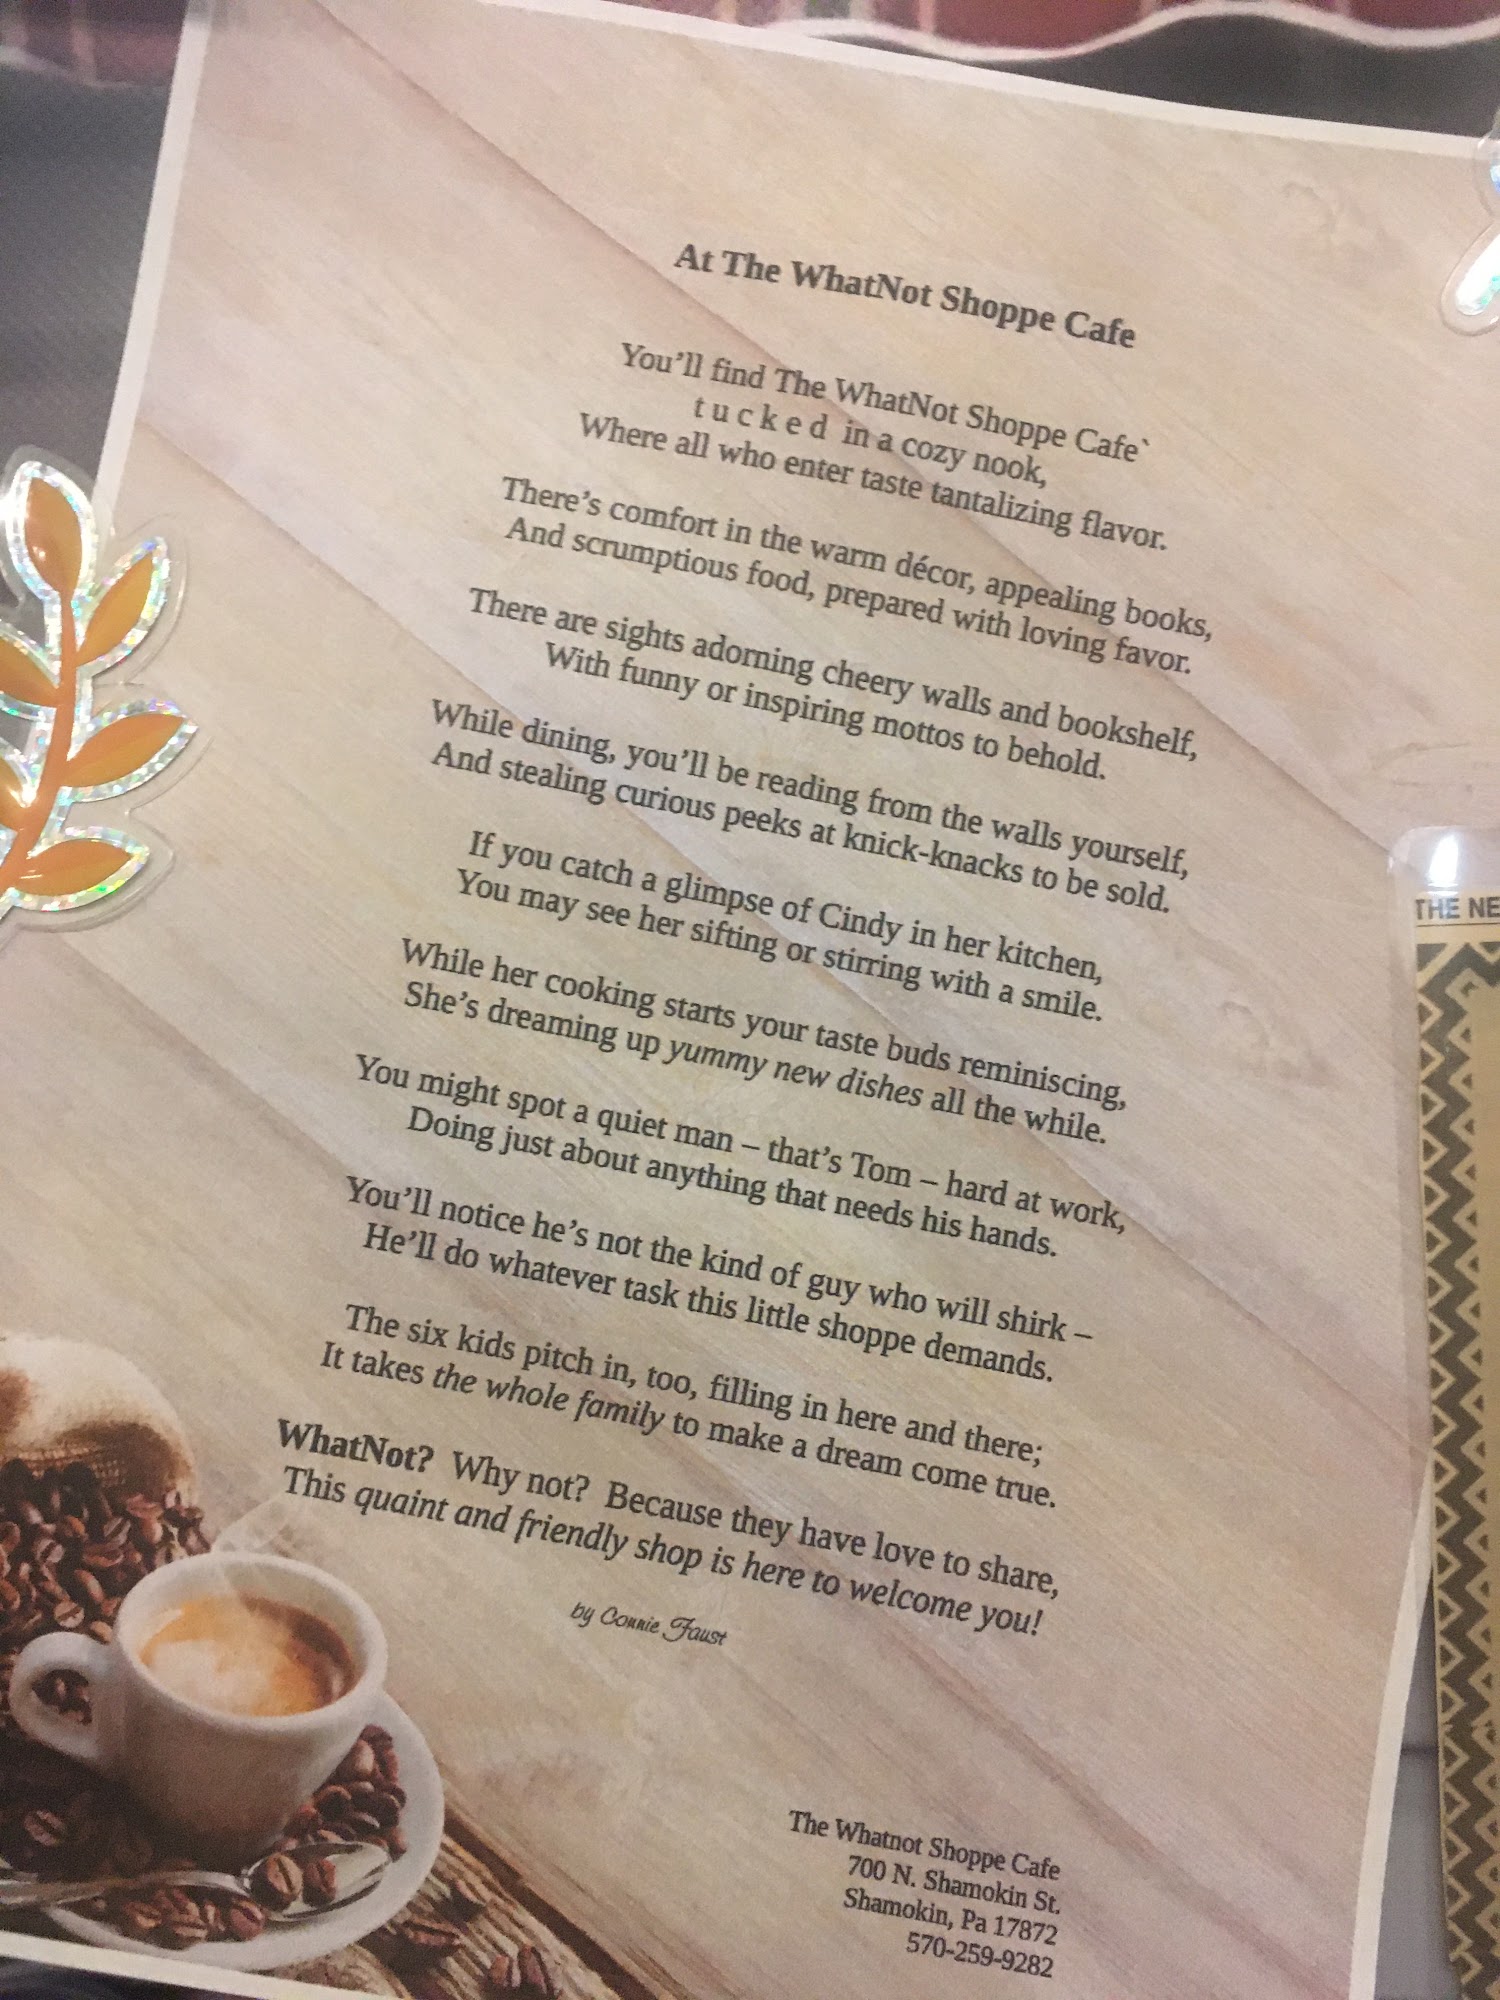 At The WhatNot Shoppe Cafe
You'll find The WhatNot Shoppe Cafe`
t u c k e d in a cozy nook,
Where all who enter taste tantalizing flavor.
There's comfort in the warm décor, appealing books,
And scrumptious food, prepared with loving favor.
There are sights adorning cheery walls and bookshelf,
With funny or inspiring mottos to behold.
While dining, you'll be reading from the walls yourself,
And stealing curious peeks at knick-knacks to be sold.
If you catch a glimpse of Cindy in her kitchen,
You may see her sifting or stirring with a smile.
While her cooking starts your taste buds reminiscing,
She's dreaming up yummy new dishes all the while.
You might spot a quiet man – that's Tom – hard at work,
Doing just about anything that needs his hands.
You'll notice he's not the kind of guy who will shirk –
He'll do whatever task this little shoppe demands.
The six kids pitch in, too, filling in here and there;
It takes the whole family to make a dream come true.
WhatNot? Why not? Because they have love to share,
This quaint and friendly shop is here to welcome you!
by Connie Faust
The Whatnot Shoppe Cafe
700 N. Shamokin St.
Shamokin, Pa 17872
570-259-9282
THE NE